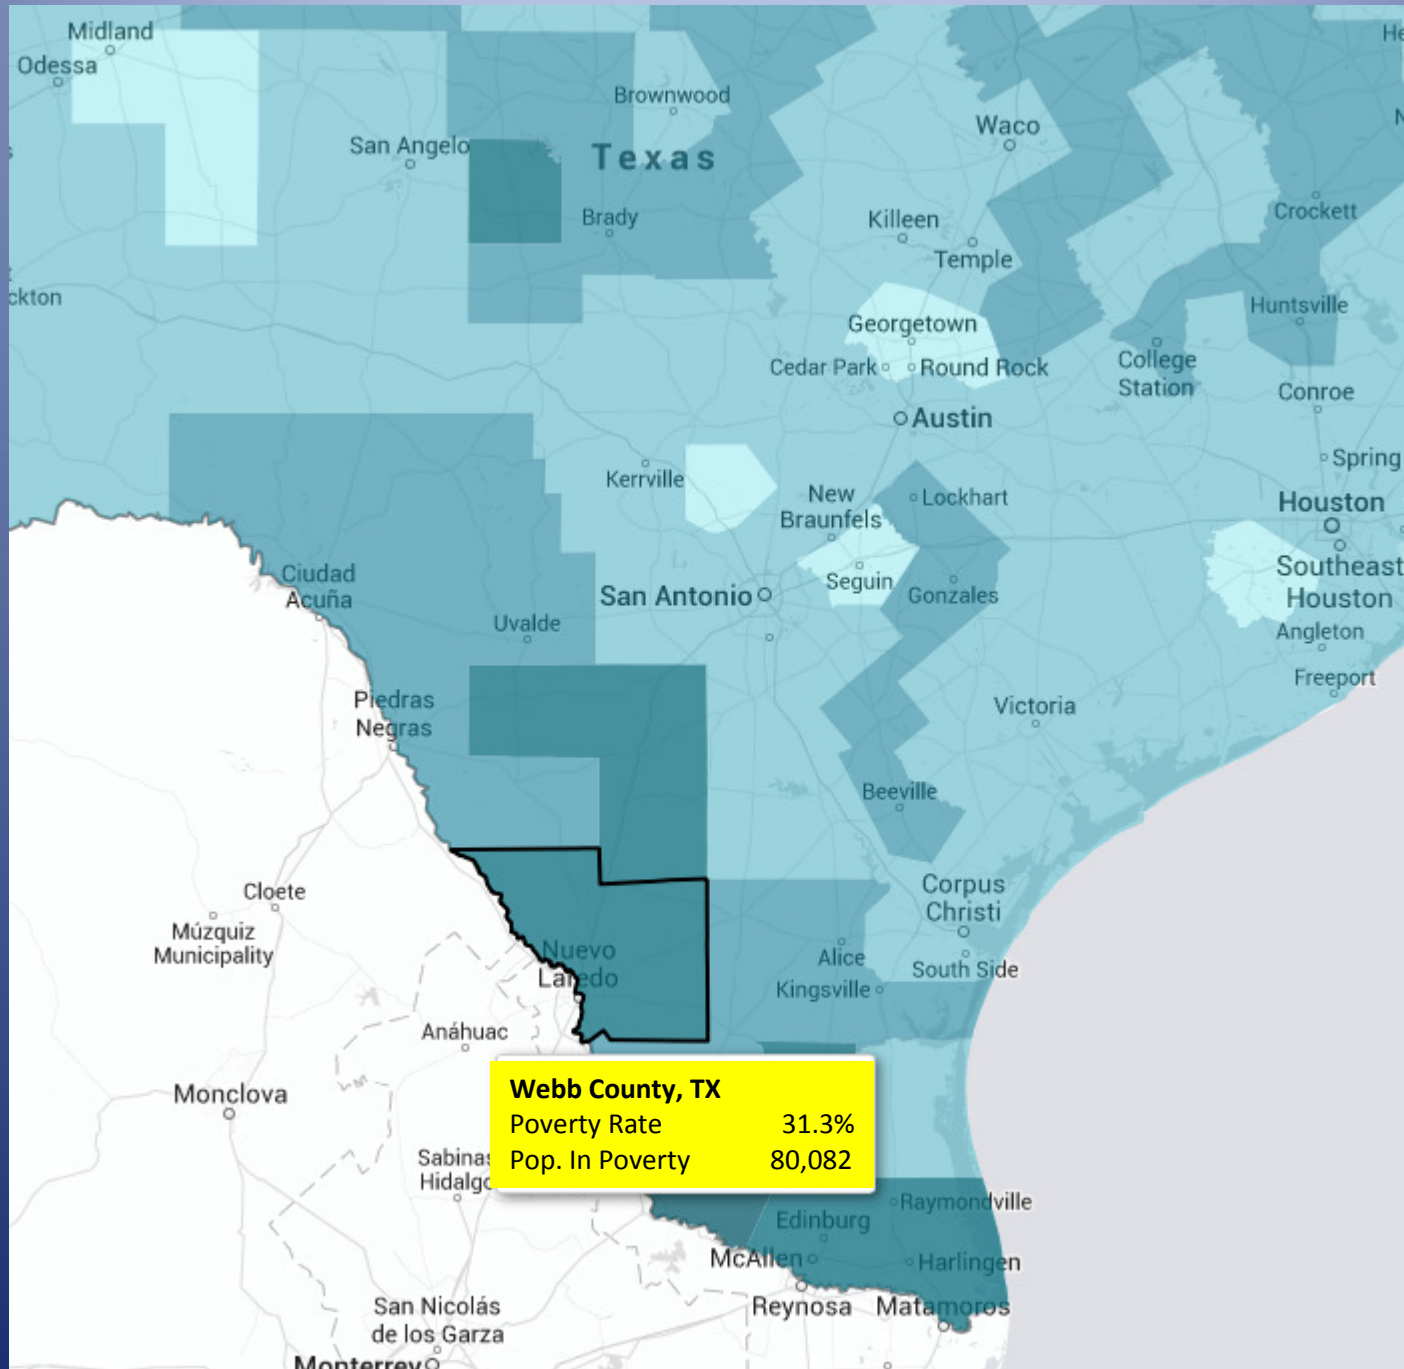 Midland
Odessa
Brownwood
Waco
San Angelo
Texas
Crockett
Brady
Killeen
Temple
ckton
Huntsville
Georgetown
Cedar Park
Round Rock
College
Station
Conroe
Austin
Spring
Kerrville
New
Braunfels
Lockhart
Houston
Ciudad
Acuña
Southeast
Houston
San Antonio
Seguin
Gonzales
Uvalde
Angleton
Freeport
Piedras
Negras
Victoria
Beeville
Cloete
Corpus
Christi
Múzquiz
Municipality
Nuevo
Laredo
Alice
South Side
Kingsville
Anáhuac
Monclova
Webb County, TX
Poverty Rate 31.3%
Pop. In Poverty 80,082
Sabinas
Hidalgo
Raymondville
Edinburg
McAllen
Harlingen
Reynosa
Matamoros
San Nicolás
de los Garza
Monterrey